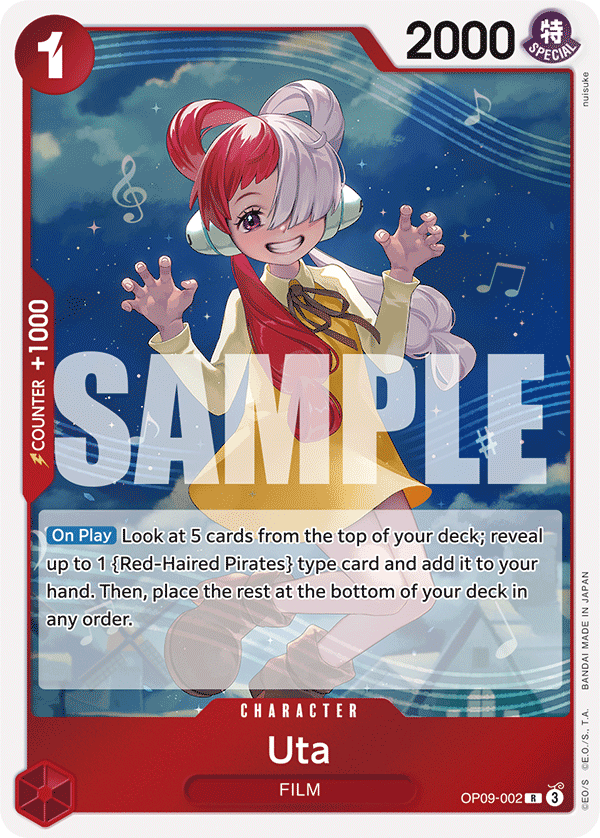 1
2000
特
SPECIAL
nuisuke
COUNTER +1000
SAMPLE
On Play Look at 5 cards from the top of your deck; reveal
up to 1 {Red-Haired Pirates} type card and add it to your
hand. Then, place the rest at the bottom of your deck in
any order.
©EO/S ©E.O./S., T.A. BANDAI MADE IN JAPAN
CHARACTER
Uta
FILM
OP09-002 R 3